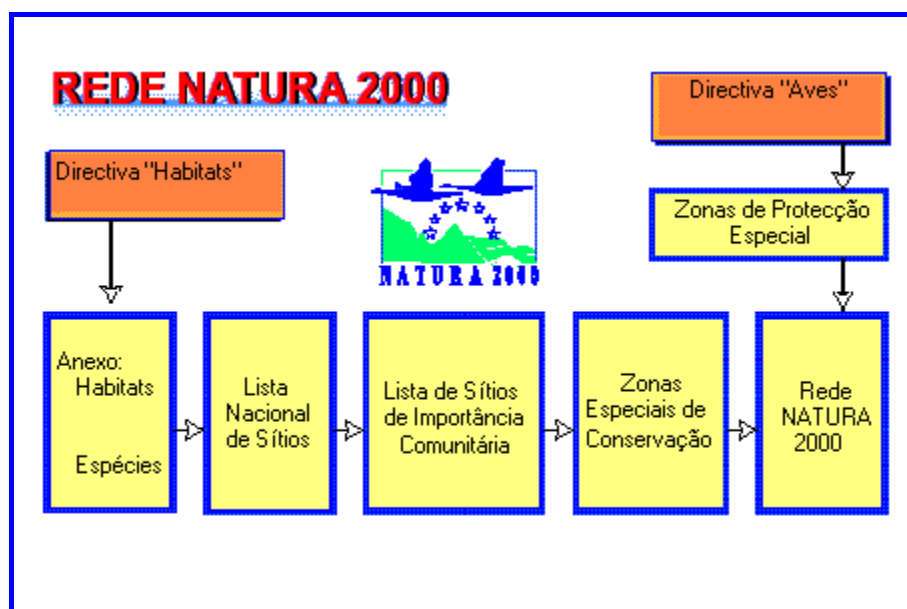 REDE NATURA 2000
Directiva "Aves"
Directiva "Habitats"
Zonas de Protecção
Especial
NATURA 2000
Anexo:
Habitats
Espécies
Lista
Nacional
de Sítios
Lista de Sítios
de Importância
Comunitária
Zonas
Especiais de
Conservação
Rede
NATURA
2000